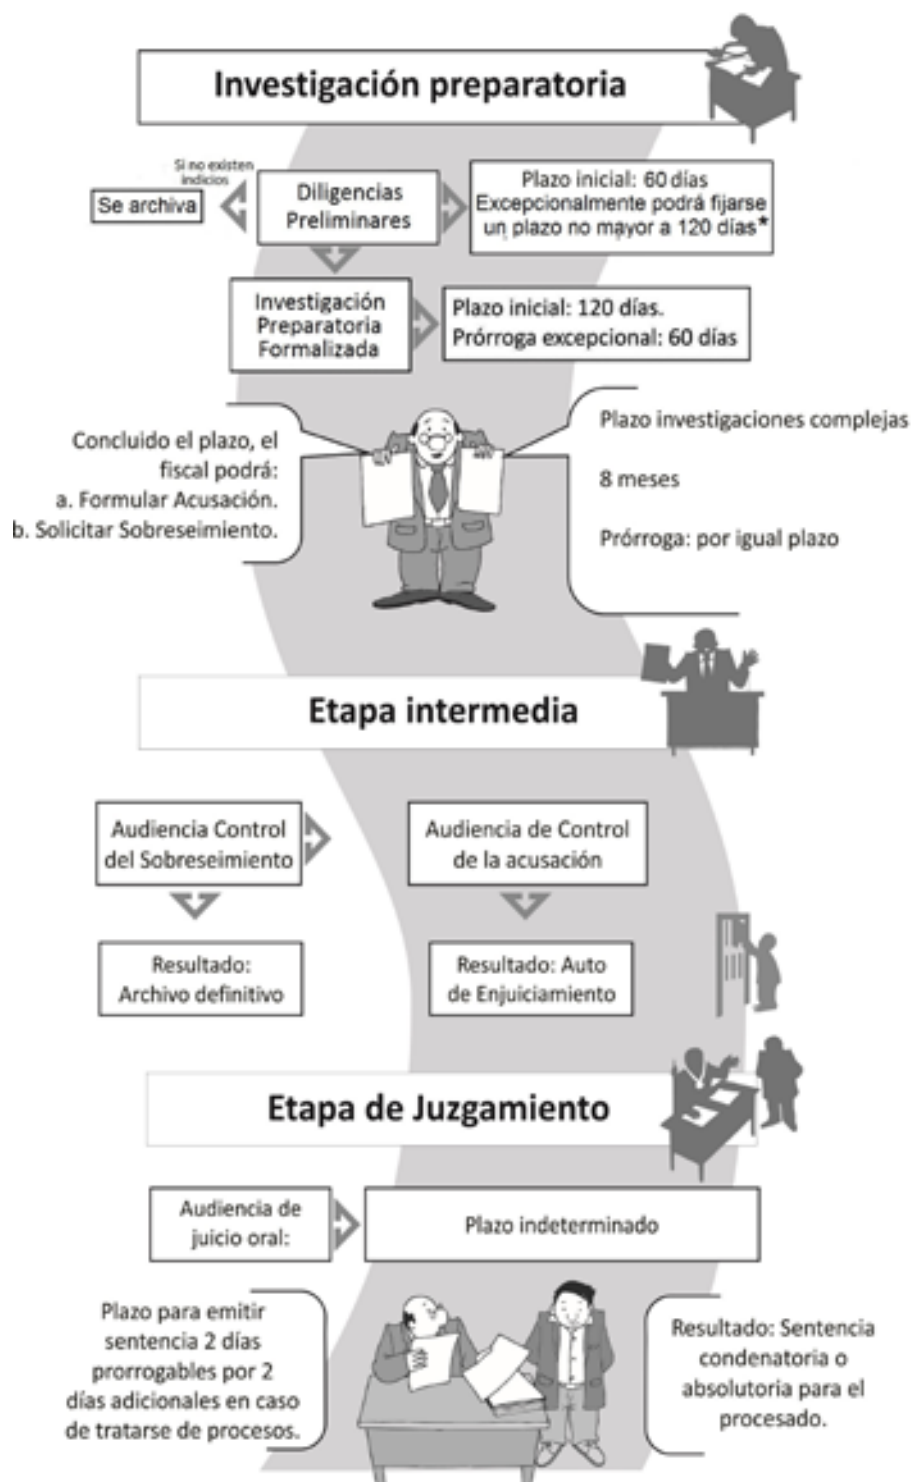 Investigación preparatoria
Si no existen
indicios
Se archiva
Diligencias
Preliminares
Plazo inicial: 60 días
Excepcionalmente podrá fijarse
un plazo no mayor a 120 días*
Investigación
Preparatoria
Formalizada
Plazo inicial: 120 días.
Prórroga excepcional: 60 días
Concluido el plazo, el
fiscal podrá:
a. Formular Acusación.
b. Solicitar Sobreseimiento.
Plazo investigaciones complejas
8 meses
Prórroga: por igual plazo
Etapa intermedia
Audiencia Control
del Sobreseimiento
Audiencia de Control
de la acusación
Resultado:
Archivo definitivo
Resultado: Auto
de Enjuiciamiento
Etapa de Juzgamiento
Audiencia de
juicio oral:
Plazo indeterminado
Plazo para emitir
sentencia 2 días
prorrogables por 2
días adicionales en caso
de tratarse de procesos.
Resultado: Sentencia
condenatoria o
absolutoria para el
procesado.